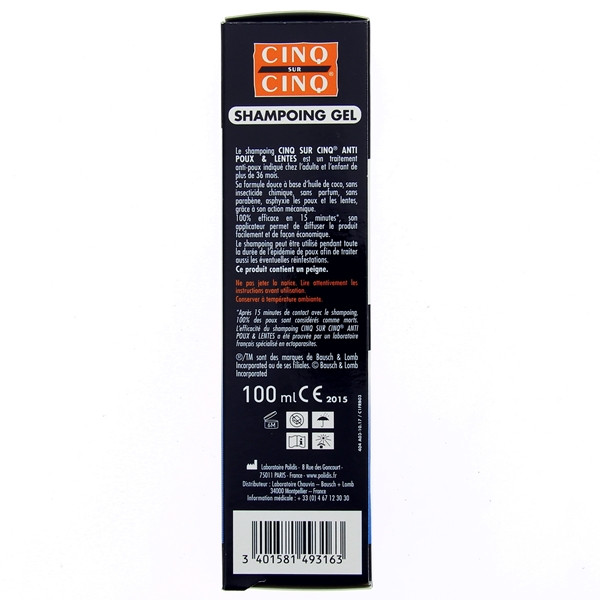 CINQ
SUR
CINQ®
SHAMPOING GEL
Le shampoing CINQ SUR CINQ® ANTI
POUX & LENTES est un traitement
anti-poux indiqué chez l'adulte et l'enfant de
plus de 36 mois.
Sa formule douce à base d'huile de coco, sans
insecticide chimique, sans parfum, sans
parabène, asphyxie les poux et les lentes,
grâce à son action mécanique.
100% efficace en 15 minutes*, son
applicateur permet de diffuser le produit
facilement et de façon économique.
Le shampoing peut être utilisé pendant toute
la durée de l'épidémie de poux afin de traiter
aussi les éventuelles réinfestations.
Ce produit contient un peigne.
Ne pas jeter la notice. Lire attentivement les
instructions avant utilisation.
Conserver à température ambiante.
*Après 15 minutes de contact avec le shampoing,
100% des poux sont considérés comme morts.
L'efficacité du shampoing CINQ SUR CINQ® ANTI
POUX & LENTES a été prouvée par un laboratoire
français spécialisé en ectoparasites.
®/TM sont des marques de Bausch & Lomb
Incorporated ou de ses filiales. © Bausch & Lomb
Incorporated
100 ml CE 2015
6M
Laboratoire Polidis - 8 Rue des Goncourt -
75011 PARIS - France - www.polidis.fr
Distributeur : Laboratoire Chauvin – Bausch + Lomb
34000 Montpellier – France
Information médicale : + 33 (0) 4 67 12 30 30
3 401581 493163